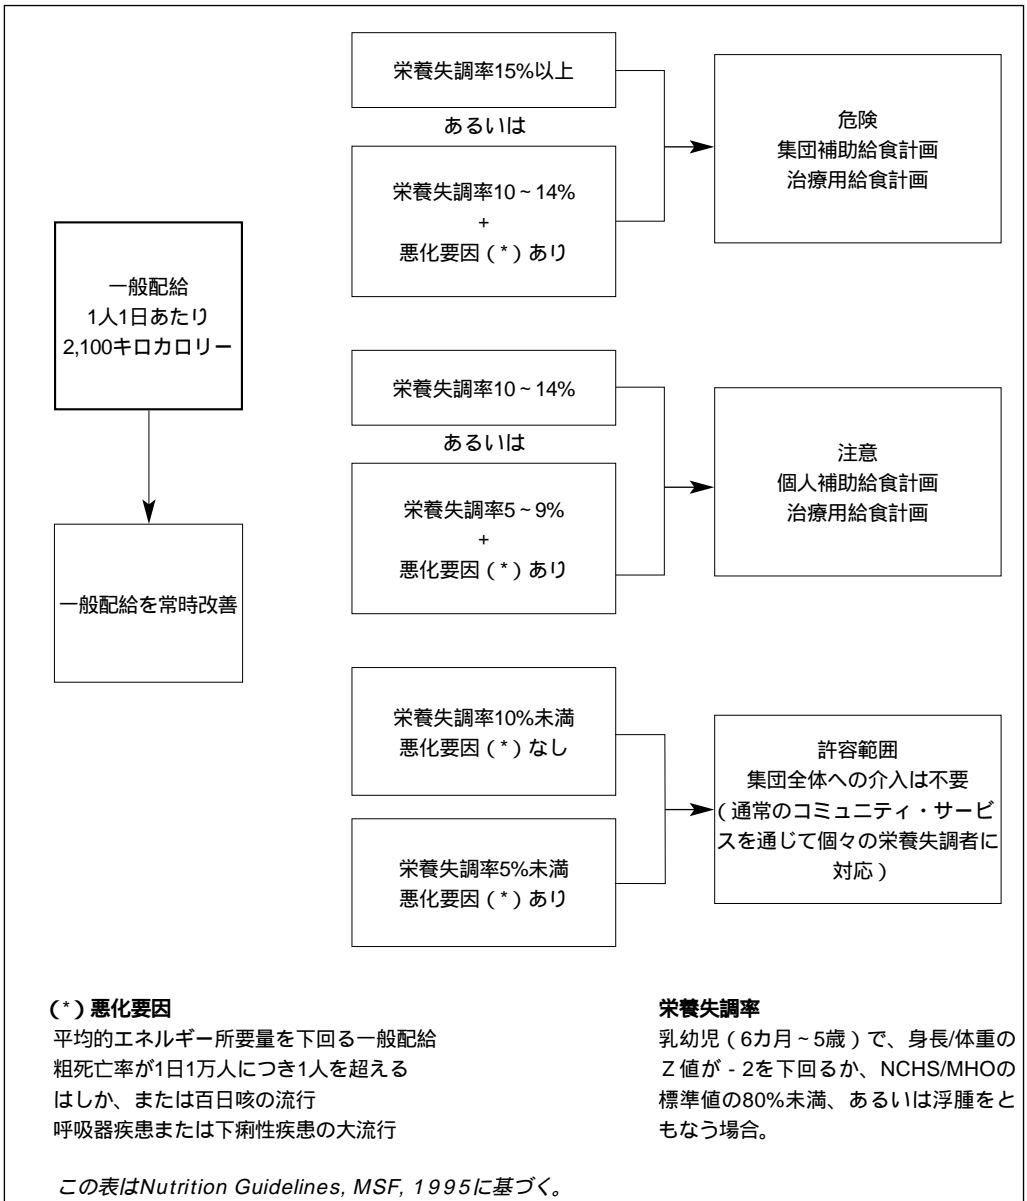 一般配給
1人1日あたり
2,100キロカロリー
一般配給を常時改善
栄養失調率15%以上
あるいは
栄養失調率10~14%
+
悪化要因(*)あり
危険
集団補助給食計画
治療用給食計画
栄養失調率10~14%
あるいは
栄養失調率5~9%
+
悪化要因(*)あり
注意
個人補助給食計画
治療用給食計画
栄養失調率10%未満
悪化要因(*)なし
栄養失調率5%未満
悪化要因(*)あり
許容範囲
集団全体への介入は不要
(通常のコミュニティ・サービ
スを通じて個々の栄養失調者に
対応)
(*)悪化要因
平均的エネルギー所要量を下回る一般配給
粗死亡率が1日1万人につき1人を超える
はしか、または百日咳の流行
呼吸器疾患または下痢性疾患の大流行
栄養失調率
乳幼児(6カ月~5歳)で、身長/体重の
Z値が-2を下回るか、NCHS/MHOの
標準値の80%未満、あるいは浮腫をと
もなう場合。
この表はNutrition Guidelines, MSF, 1995に基づく。